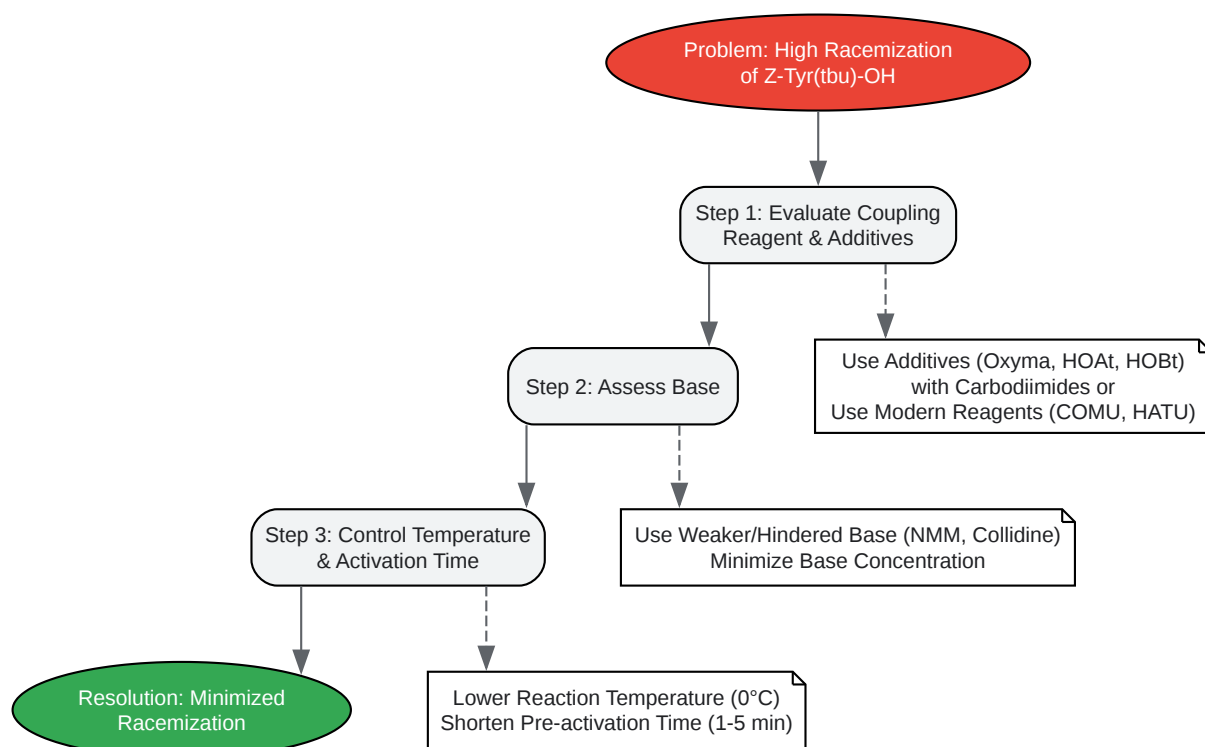 Problem: High Racemization
of Z-Tyr(tbu)-OH
Step 1: Evaluate Coupling
Reagent & Additives
Use Additives (Oxyma, HOAt, HOBt)
with Carbodiimides or
Use Modern Reagents (COMU, HATU)
Step 2: Assess Base
Use Weaker/Hindered Base (NMM, Collidine)
Minimize Base Concentration
Step 3: Control Temperature
& Activation Time
Lower Reaction Temperature (0°C)
Shorten Pre-activation Time (1-5 min)
Resolution: Minimized
Racemization